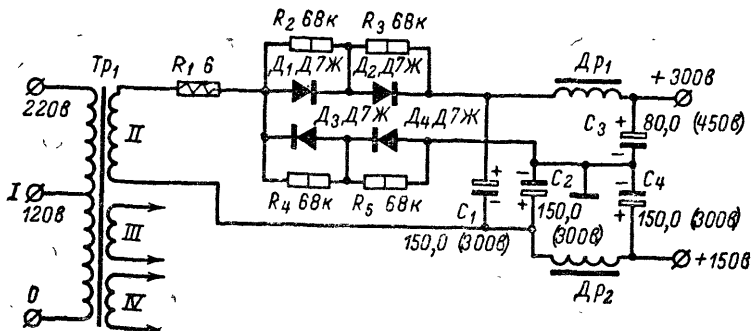 R2 68к
R3 68к
Тр1
R1 6
Д1 Д7Ж
Д2 Д7Ж
Др1
+300в
220в
II
Д3 Д7Ж
Д4 Д7Ж
C3
+
80,0 (450в)
-
I
120в
+
-
C2
-
C4
R4 68к
R5 68к
C1
-
+
150,0 (300в)
+
150,0 (300в)
III
150,0 (300в)
+150в
0
IV
Др2